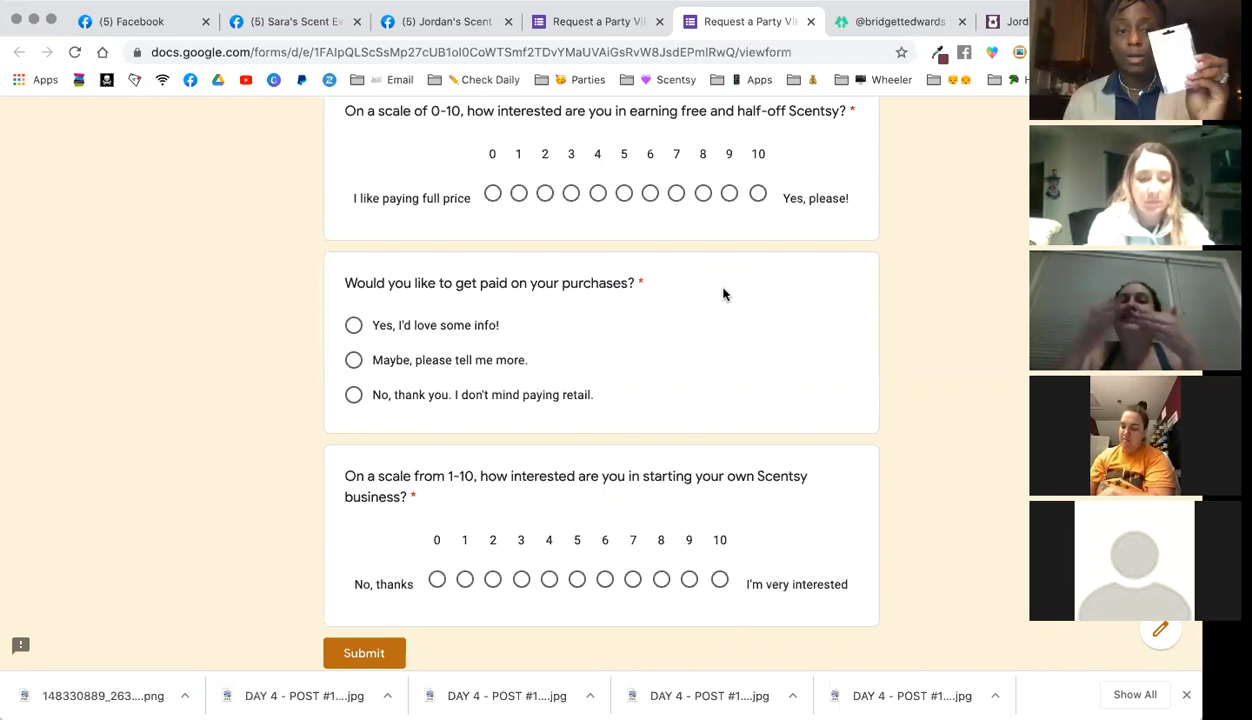 (5) Facebook
(5) Sara's Scent Ev
(5) Jordan's Scent
Request a Party Vi
Request a Party VI
@bridgettedwards
Jord
docs.google.com/forms/d/e/1FAIpQLScSsMp27cUB1ol0CoWTSmf2TDvYMaUVAiGsRvW8JsdEPmIRwQ/viewform
Apps
Email
Check Daily
Parties
Scentsy
Apps
Wheeler
H
On a scale of 0-10, how interested are you in earning free and half-off Scentsy? *
0 1 2 3 4 5 6 7 8 9 10
I like paying full price
Yes, please!
Would you like to get paid on your purchases? *
Yes, I'd love some info!
Maybe, please tell me more.
No, thank you. I don't mind paying retail.
On a scale from 1-10, how interested are you in starting your own Scentsy
business? *
0 1 2 3 4 5 6 7 8 9 10
No, thanks
I'm very interested
Submit
148330889_263....png
DAY 4 - POST #1....jpg
DAY 4 - POST #1....jpg
DAY 4 - POST #1....jpg
DAY 4 - POST #1....jpg
Show All